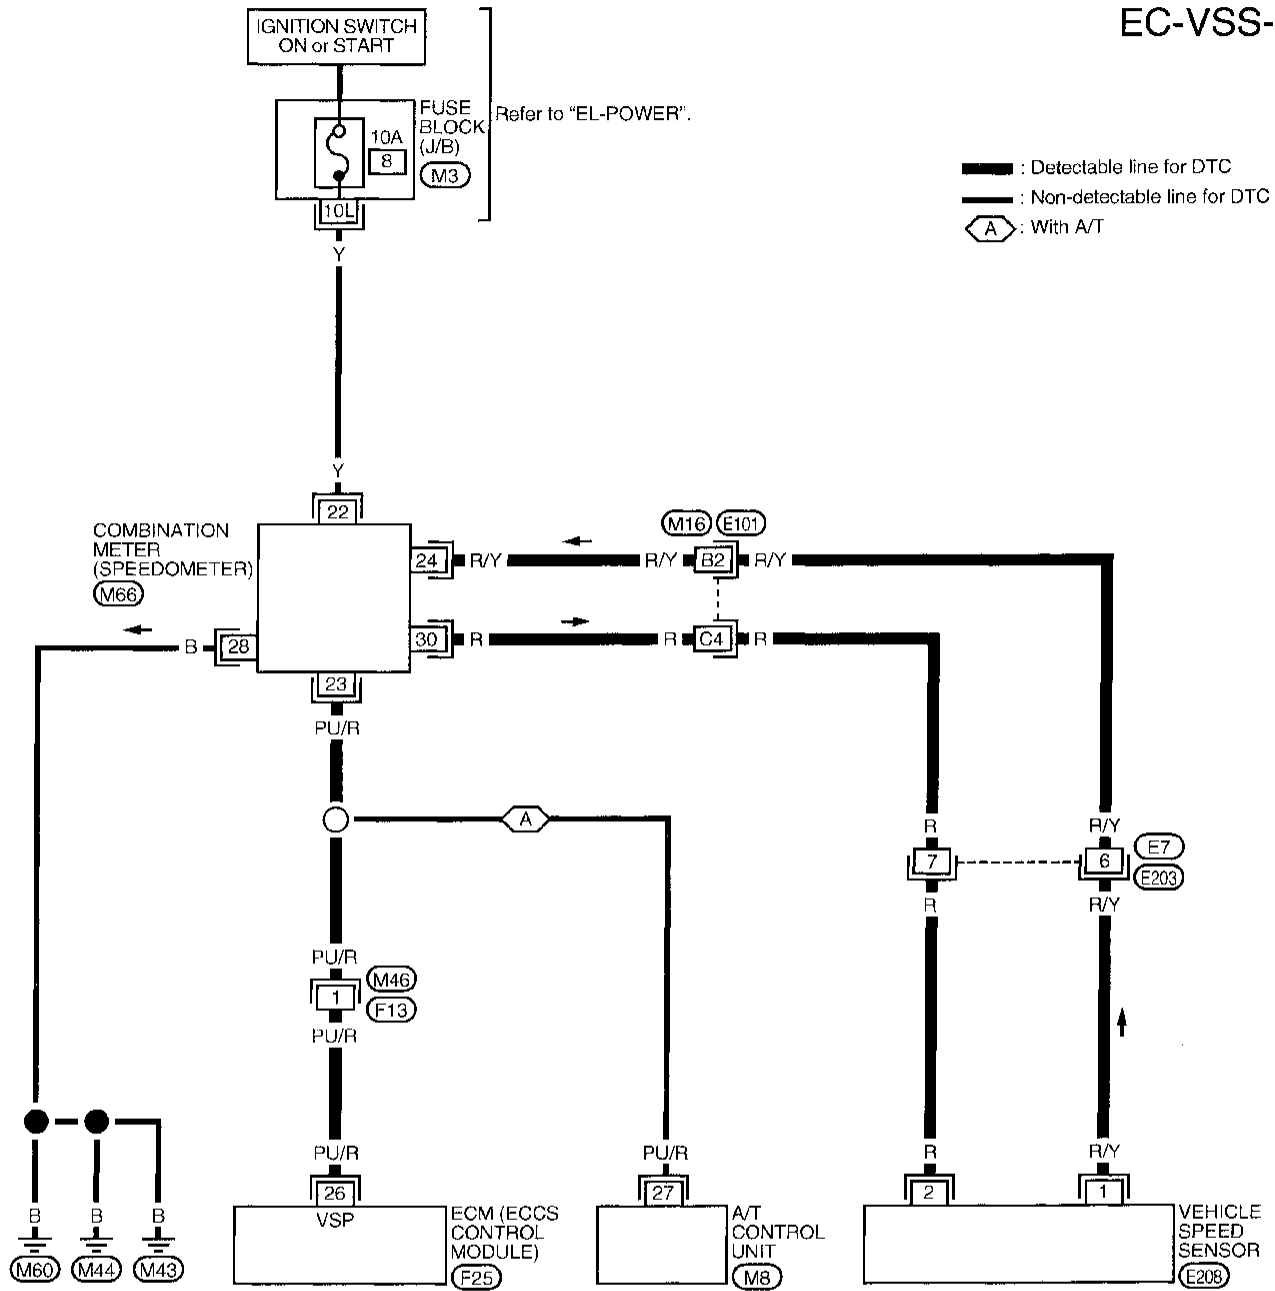 EC-VSS-
IGNITION SWITCH
ON or START
FUSE
BLOCK
(J/B)
M3
10A
8
10L
Refer to "EL-POWER".
: Detectable line for DTC
: Non-detectable line for DTC
A : With A/T
Y
Y
22
COMBINATION
METER
(SPEEDOMETER)
M66
M16 E101
24 R/Y R/Y B2 R/Y
30 R R C4 R
B 28
23
PU/R
A
R R/Y
7 6
E7
E203
R R/Y
PU/R
1
M46
F13
PU/R
PU/R PU/R R R/Y
26 27 2 1
VSP
B B B
M60 M44 M43
ECM (ECCS
CONTROL
MODULE)
F25
A/T
CONTROL
UNIT
M8
VEHICLE
SPEED
SENSOR
E208